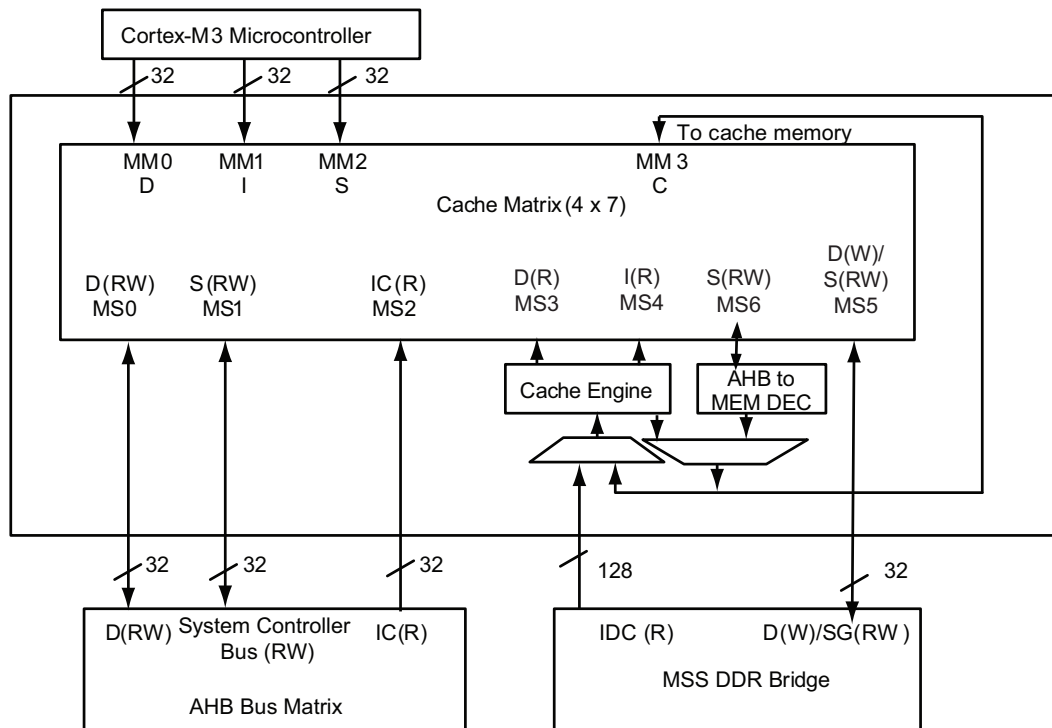 Cortex-M3 Microcontroller
32
32
32
To cache memory
MM0
D
MM1
I
MM2
S
MM 3
C
Cache Matrix (4 x 7)
D(RW)
MS0
S(RW)
MS1
IC(R)
MS2
D(R)
MS3
I(R)
MS4
S(RW)
MS6
D(W)/
S(RW)
MS5
Cache Engine
AHB to
MEM DEC
32
32
32
128
32
D(RW)
System Controller
Bus (RW)
IC(R)
AHB Bus Matrix
IDC (R)
D(W)/SG(RW)
MSS DDR Bridge